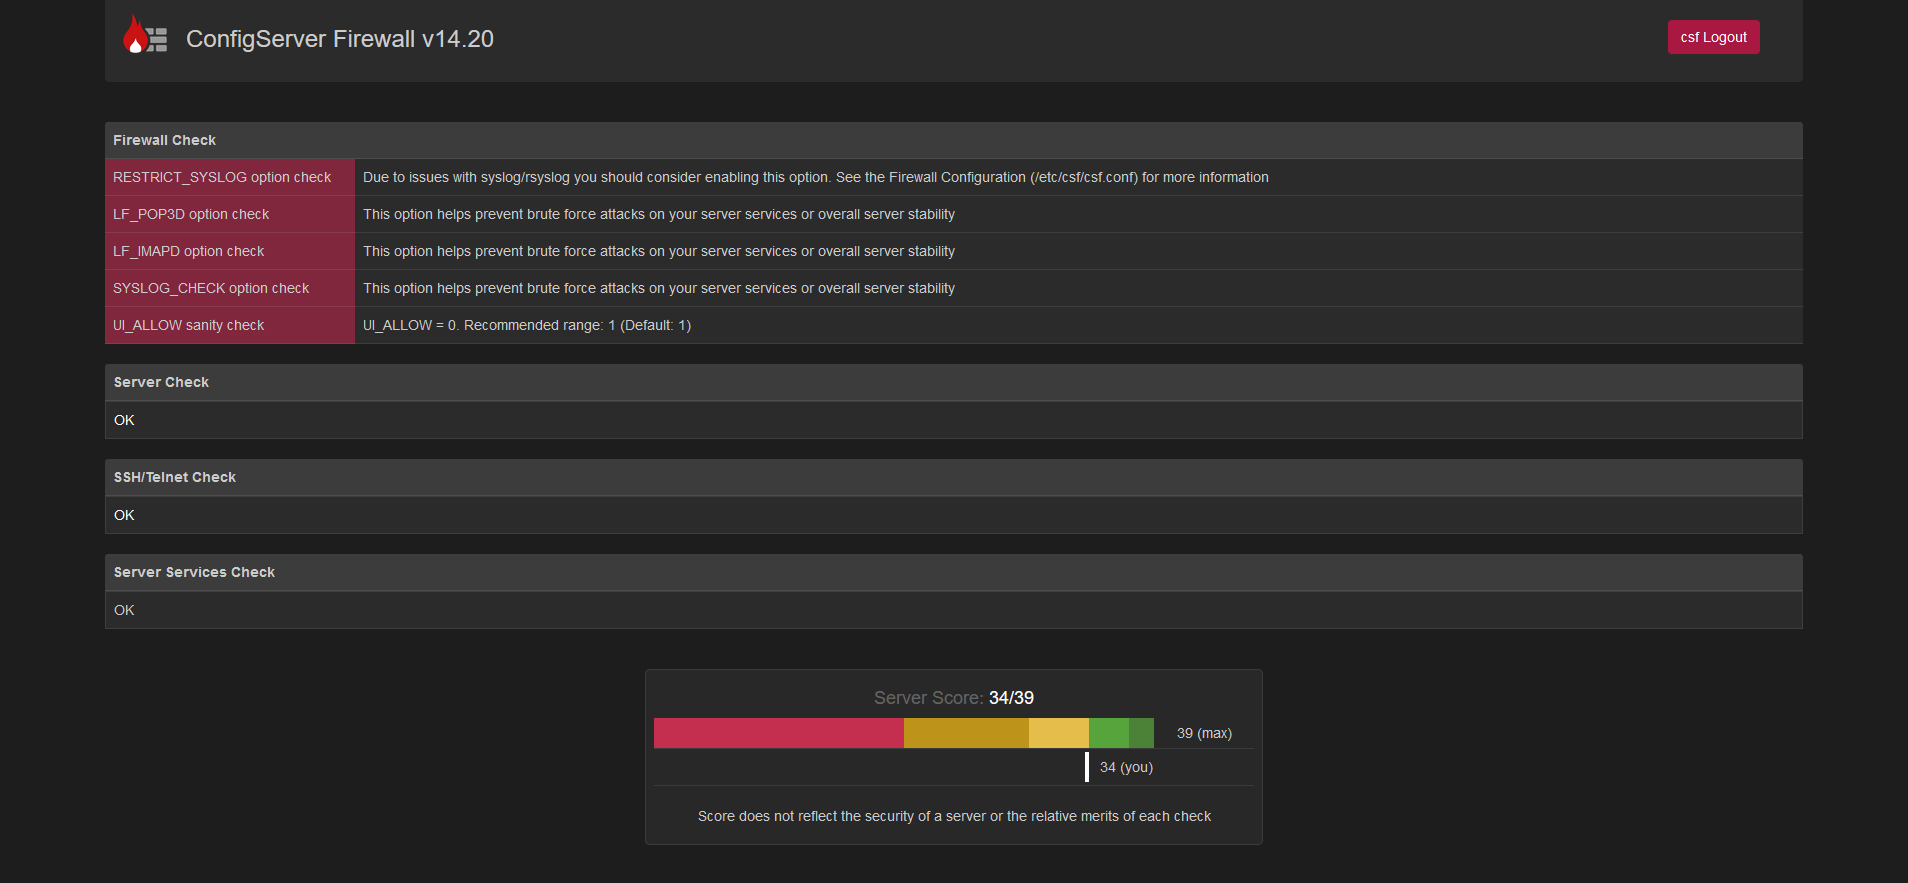 ConfigServer Firewall v14.20
csf Logout
Firewall Check
RESTRICT_SYSLOG option check Due to issues with syslog/rsyslog you should consider enabling this option. See the Firewall Configuration (/etc/csf/csf.conf) for more information
LF_POP3D option check This option helps prevent brute force attacks on your server services or overall server stability
LF_IMAPD option check This option helps prevent brute force attacks on your server services or overall server stability
SYSLOG_CHECK option check This option helps prevent brute force attacks on your server services or overall server stability
UI_ALLOW sanity check UI_ALLOW = 0. Recommended range: 1 (Default: 1)
Server Check
OK
SSH/Telnet Check
OK
Server Services Check
OK
Server Score: 34/39
39 (max)
34 (you)
Score does not reflect the security of a server or the relative merits of each check